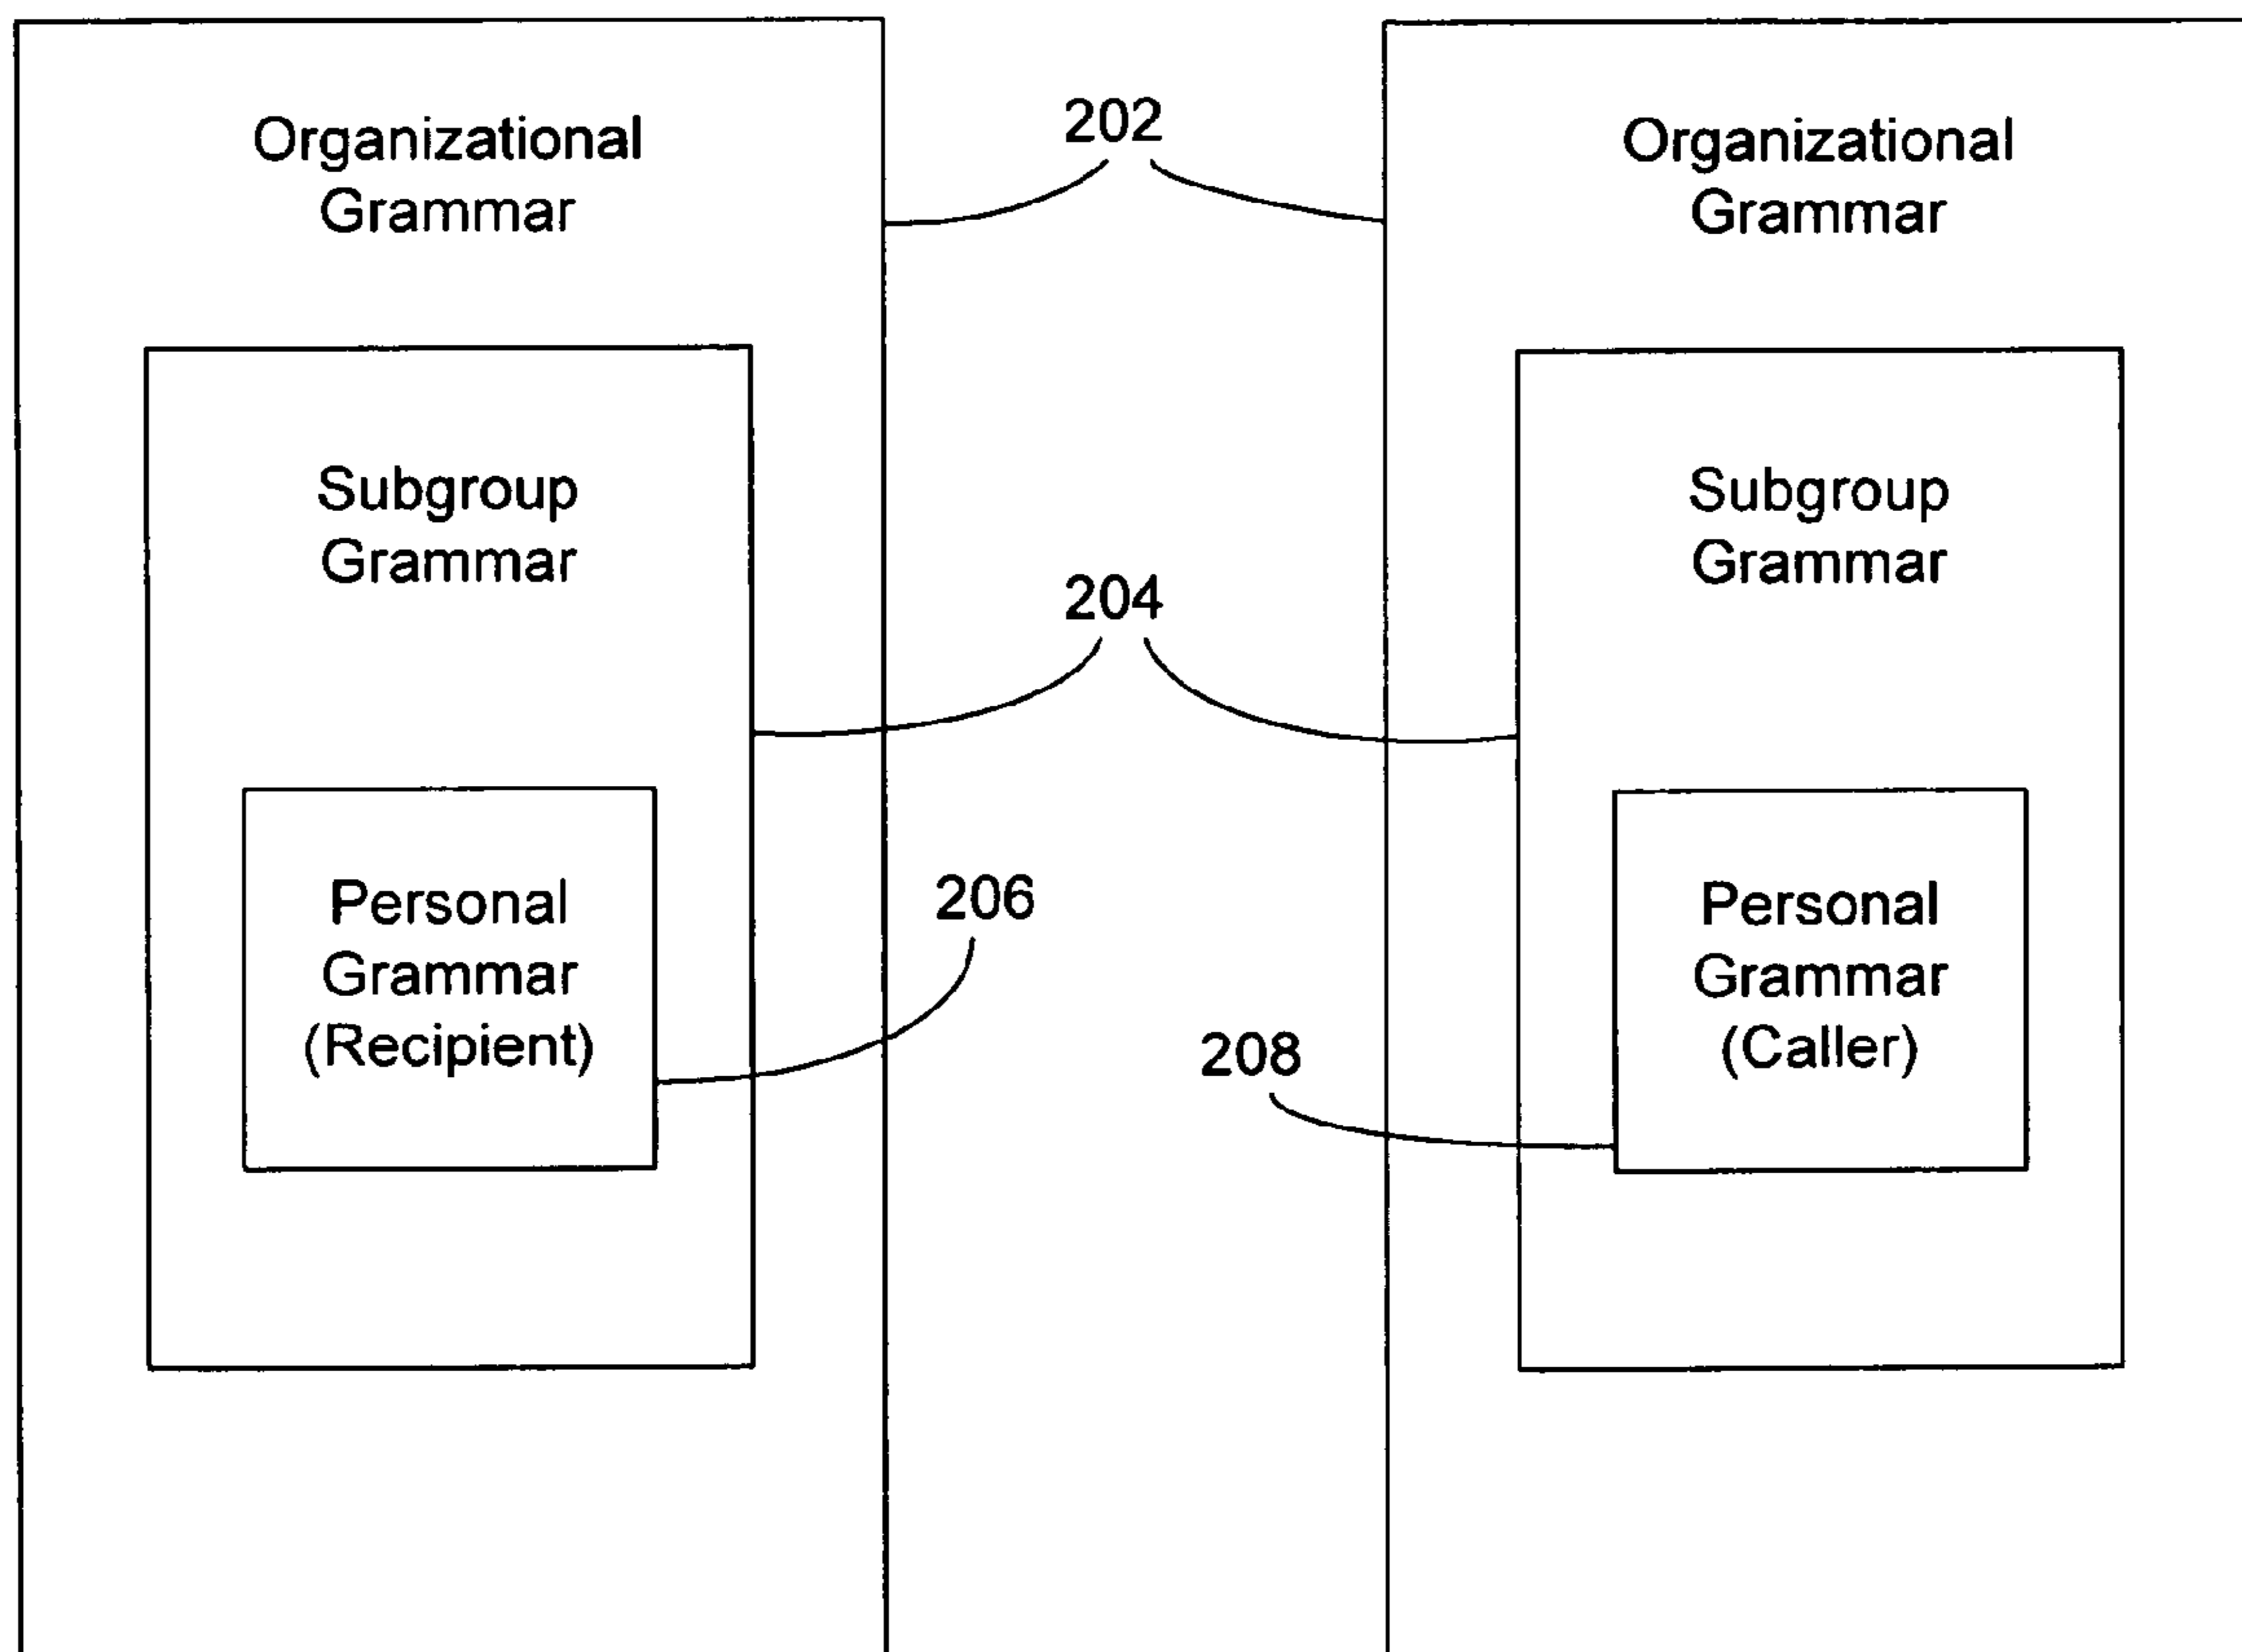 Organizational
Grammar
202
Organizational
Grammar
Subgroup
Grammar
204
Subgroup
Grammar
Personal
Grammar
(Recipient)
206
208
Personal
Grammar
(Caller)